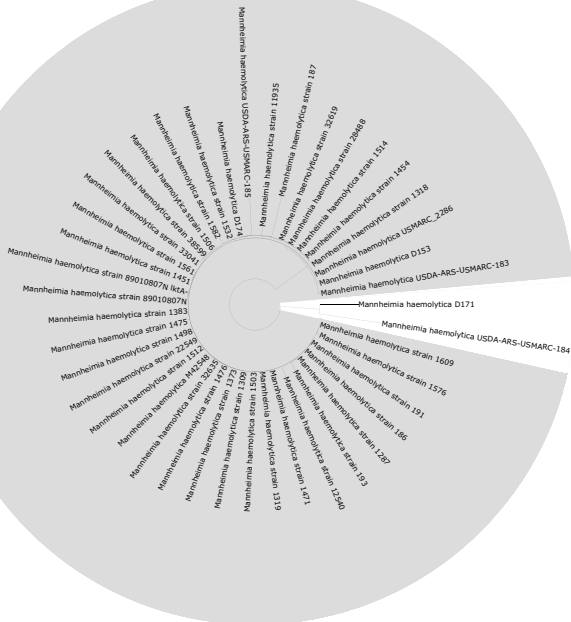 Mannheimia haemolytica USDA-ARS-USMARC-185
Mannheimia haemolytica strain 11935
Mannheimia haemolytica strain 187
Mannheimia haemolytica strain 32619
Mannheimia haemolytica strain 28488
Mannheimia haemolytica strain 1514
Mannheimia haemolytica strain 1454
Mannheimia haemolytica strain 1318
Mannheimia haemolytica USMARC_2286
Mannheimia haemolytica D153
Mannheimia haemolytica USDA-ARS-USMARC-183
Mannheimia haemolytica D171
Mannheimia haemolytica USDA-ARS-USMARC-184
Mannheimia haemolytica strain 1609
Mannheimia haemolytica strain 1576
Mannheimia haemolytica strain 191
Mannheimia haemolytica strain 186
Mannheimia haemolytica strain 1287
Mannheimia haemolytica strain 193
Mannheimia haemolytica strain 12540
Mannheimia haemolytica strain 1471
Mannheimia haemolytica strain 1319
Mannheimia haemolytica strain 1503
Mannheimia haemolytica strain 1309
Mannheimia haemolytica strain 1373
Mannheimia haemolytica strain 1476
Mannheimia haemolytica strain 32635
Mannheimia haemolytica M42548
Mannheimia haemolytica strain 1512
Mannheimia haemolytica strain 22549
Mannheimia haemolytica strain 1498
Mannheimia haemolytica strain 1475
Mannheimia haemolytica strain 1383
Mannheimia haemolytica strain 89010807N
Mannheimia haemolytica strain 89010807N lktA-
Mannheimia haemolytica strain 1451
Mannheimia haemolytica strain 1561
Mannheimia haemolytica strain 33041
Mannheimia haemolytica strain 38599
Mannheimia haemolytica strain 1506
Mannheimia haemolytica strain 1582
Mannheimia haemolytica strain 1532
Mannheimia haemolytica D174